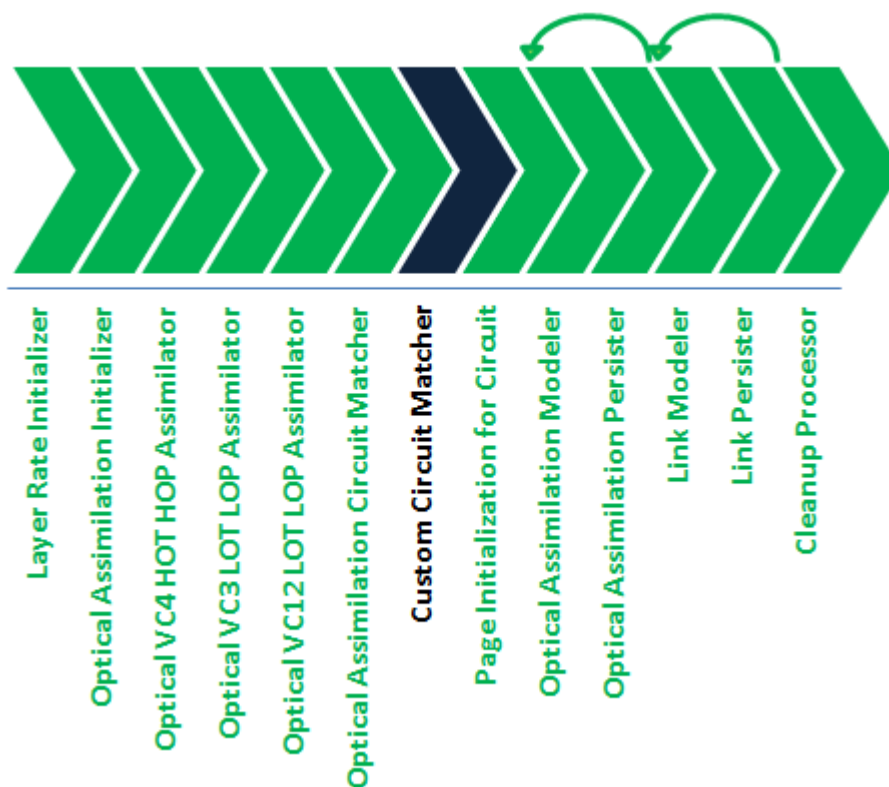 Layer Rate Initializer
Optical Assimilation Initializer
Optical VC4 HOT HOP Assimilator
Optical VC3 LOT LOP Assimilator
Optical VC12 LOT LOP Assimilator
Optical Assimilation Circuit Matcher
Custom Circuit Matcher
Page Initialization for Circuit
Optical Assimilation Modeler
Optical Assimilation Persister
Link Modeler
Link Persister
Cleanup Processor